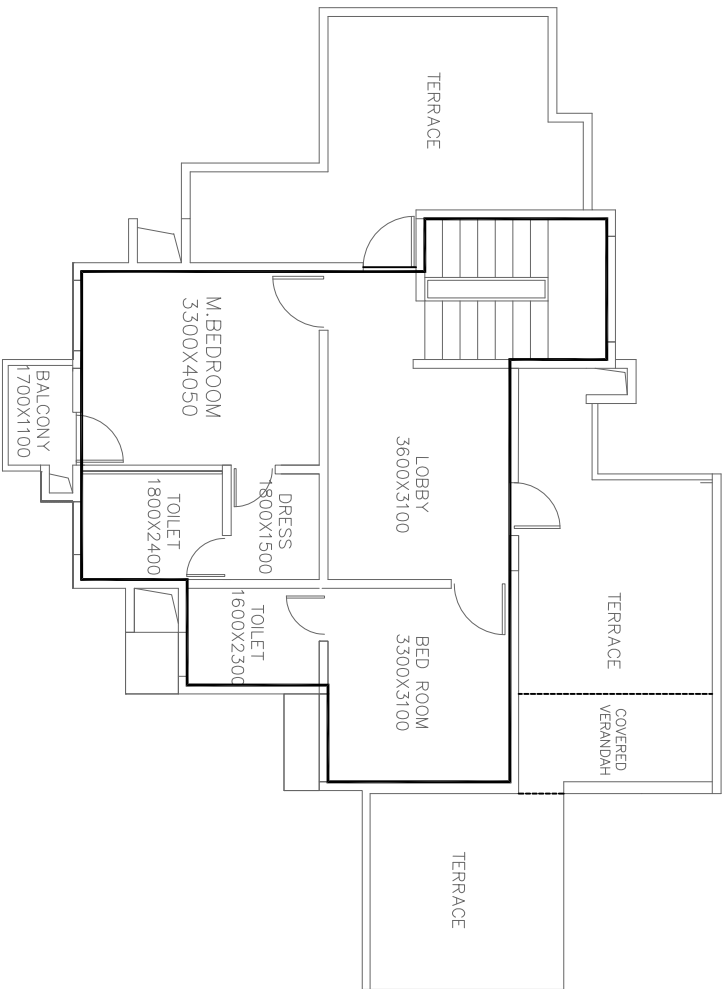 TERRACE
M.BEDROOM
3300X4050
BALCONY
1700X1100
LOBBY
3600X3100
DRESS
1800X1500
TOILET
1800X2400
TERRACE
TOILET
1600X2300
BED ROOM
3300X3100
COVERED
VERANDAH
TERRACE